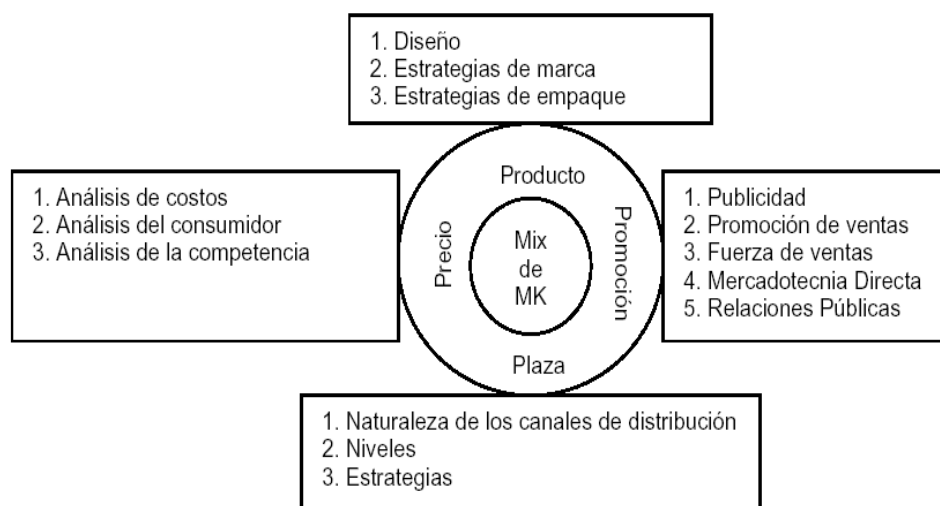 1. Diseño
2. Estrategias de marca
3. Estrategias de empaque
1. Análisis de costos
2. Análisis del consumidor
3. Análisis de la competencia
Producto
Precio
Mix
de
MK
Promoción
Plaza
1. Publicidad
2. Promoción de ventas
3. Fuerza de ventas
4. Mercadotecnia Directa
5. Relaciones Públicas
1. Naturaleza de los canales de distribución
2. Niveles
3. Estrategias